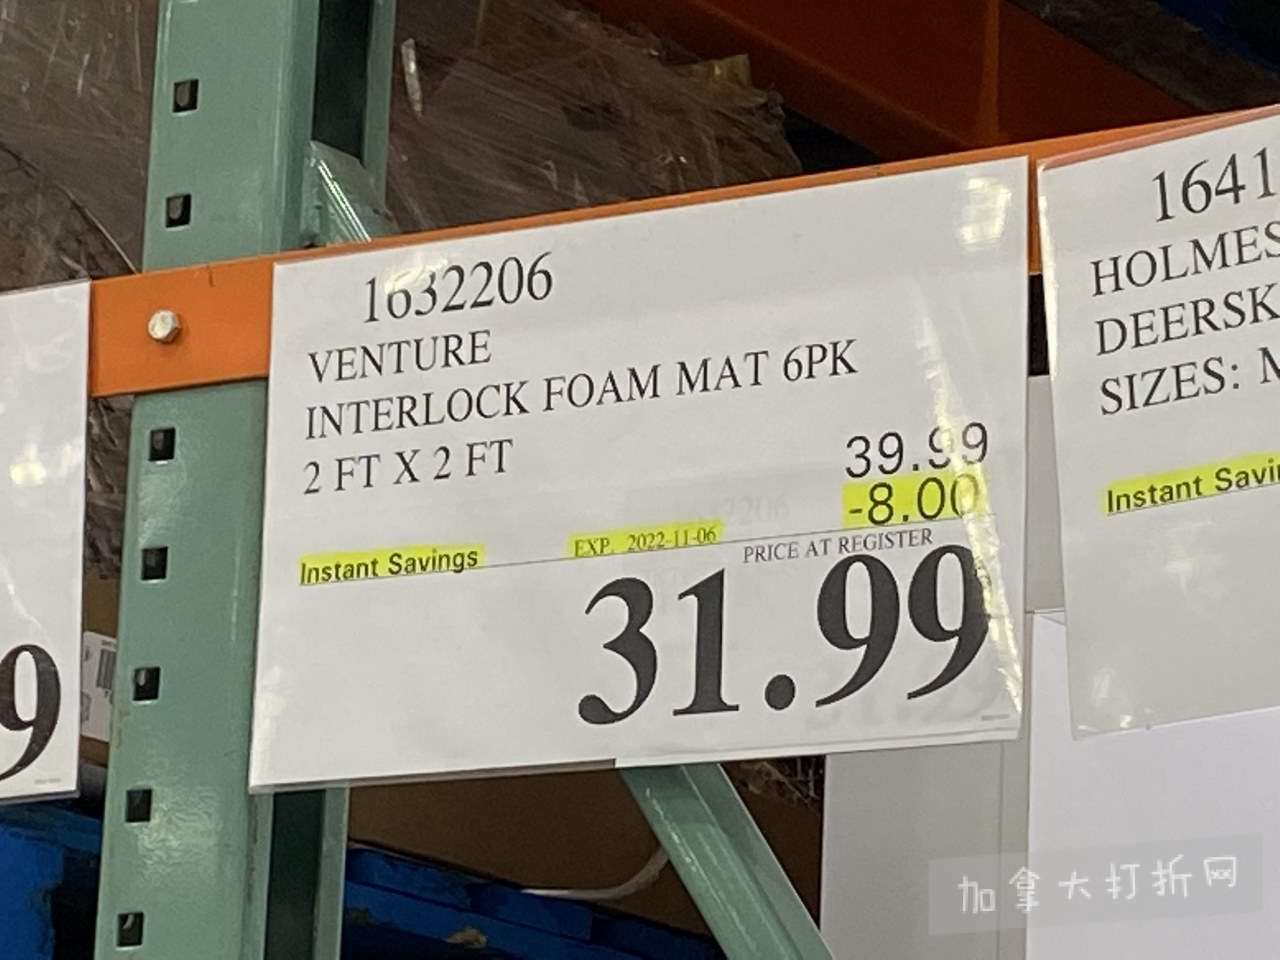 1632206
VENTURE
INTERLOCK FOAM MAT 6PK
2 FT X 2 FT
39.99
-8.00
Instant Savings
EXP. 2022-11-06
PRICE AT REGISTER
31.99
9
1641
HOLMES
DEERSK
SIZES: M
Instant Savi
加拿大打折网